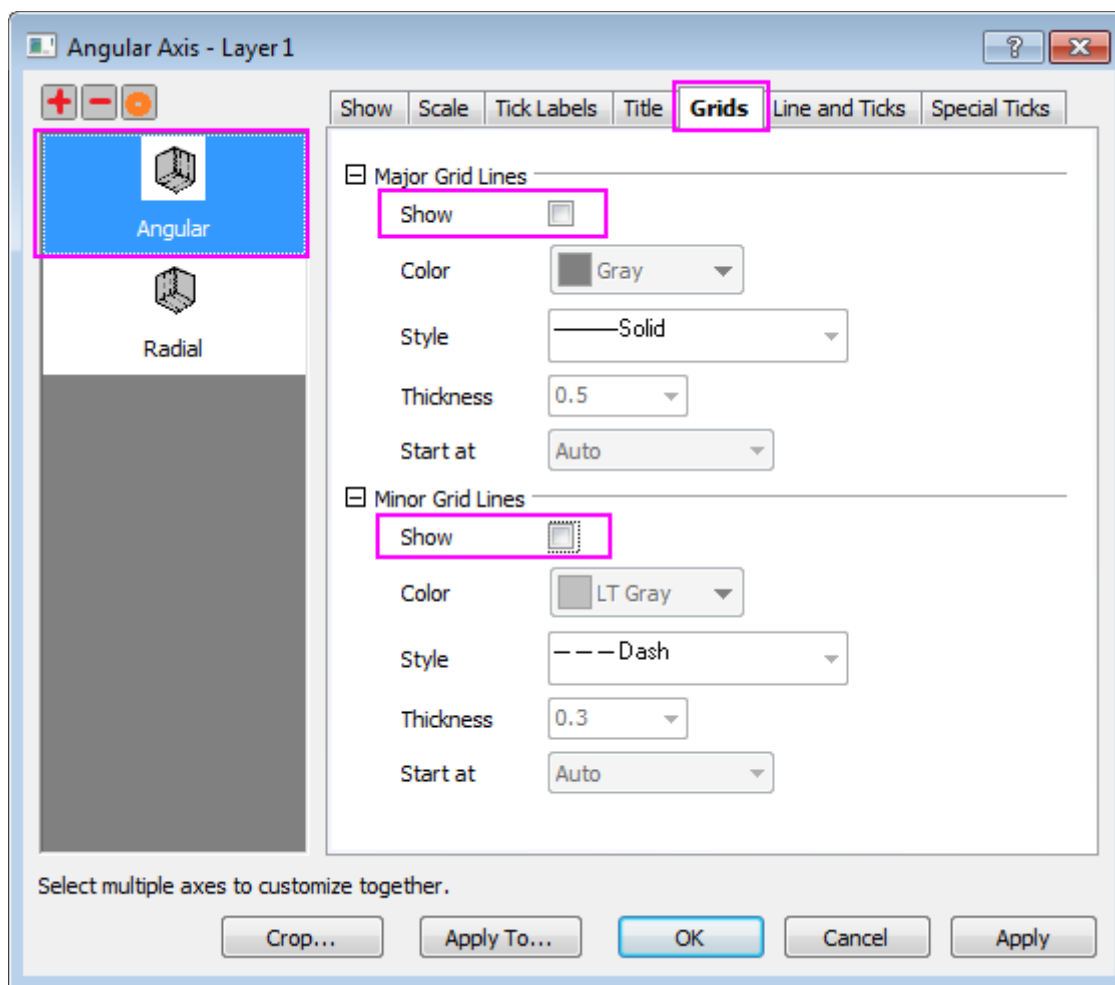 Angular Axis - Layer 1
Show Scale Tick Labels Title Grids Line and Ticks Special Ticks
Angular
Radial
Major Grid Lines
Show
Color Gray
Style Solid
Thickness 0.5
Start at Auto
Minor Grid Lines
Show
Color LT Gray
Style Dash
Thickness 0.3
Start at Auto
Select multiple axes to customize together.
Crop... Apply To... OK Cancel Apply